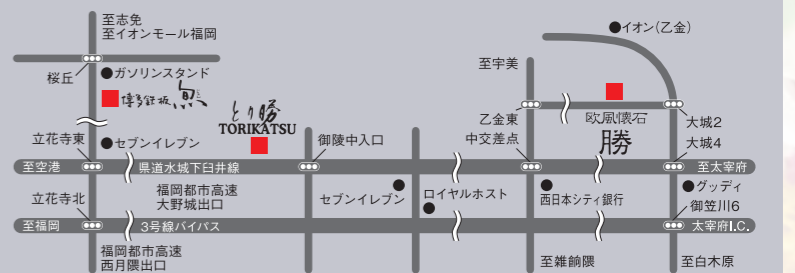 至志免
至イオンモール福岡
イオン(乙金)
至宇美
桜丘
ガソリンスタンド
博多鉄板
とり勝
TORIKATSU
乙金東
欧風懐石
勝
大城2
立花寺東
セブンイレブン
御陵中入口
中交差点
大城4
至空港
県道水城下臼井線
至太宰府
立花寺北
福岡都市高速
大野城出口
セブンイレブン
ロイヤルホスト
西日本シティ銀行
グッディ
御笠川6
至福岡
3号線バイパス
太宰府I.C.
福岡都市高速
西月隈出口
至雑餉隈
至白木原